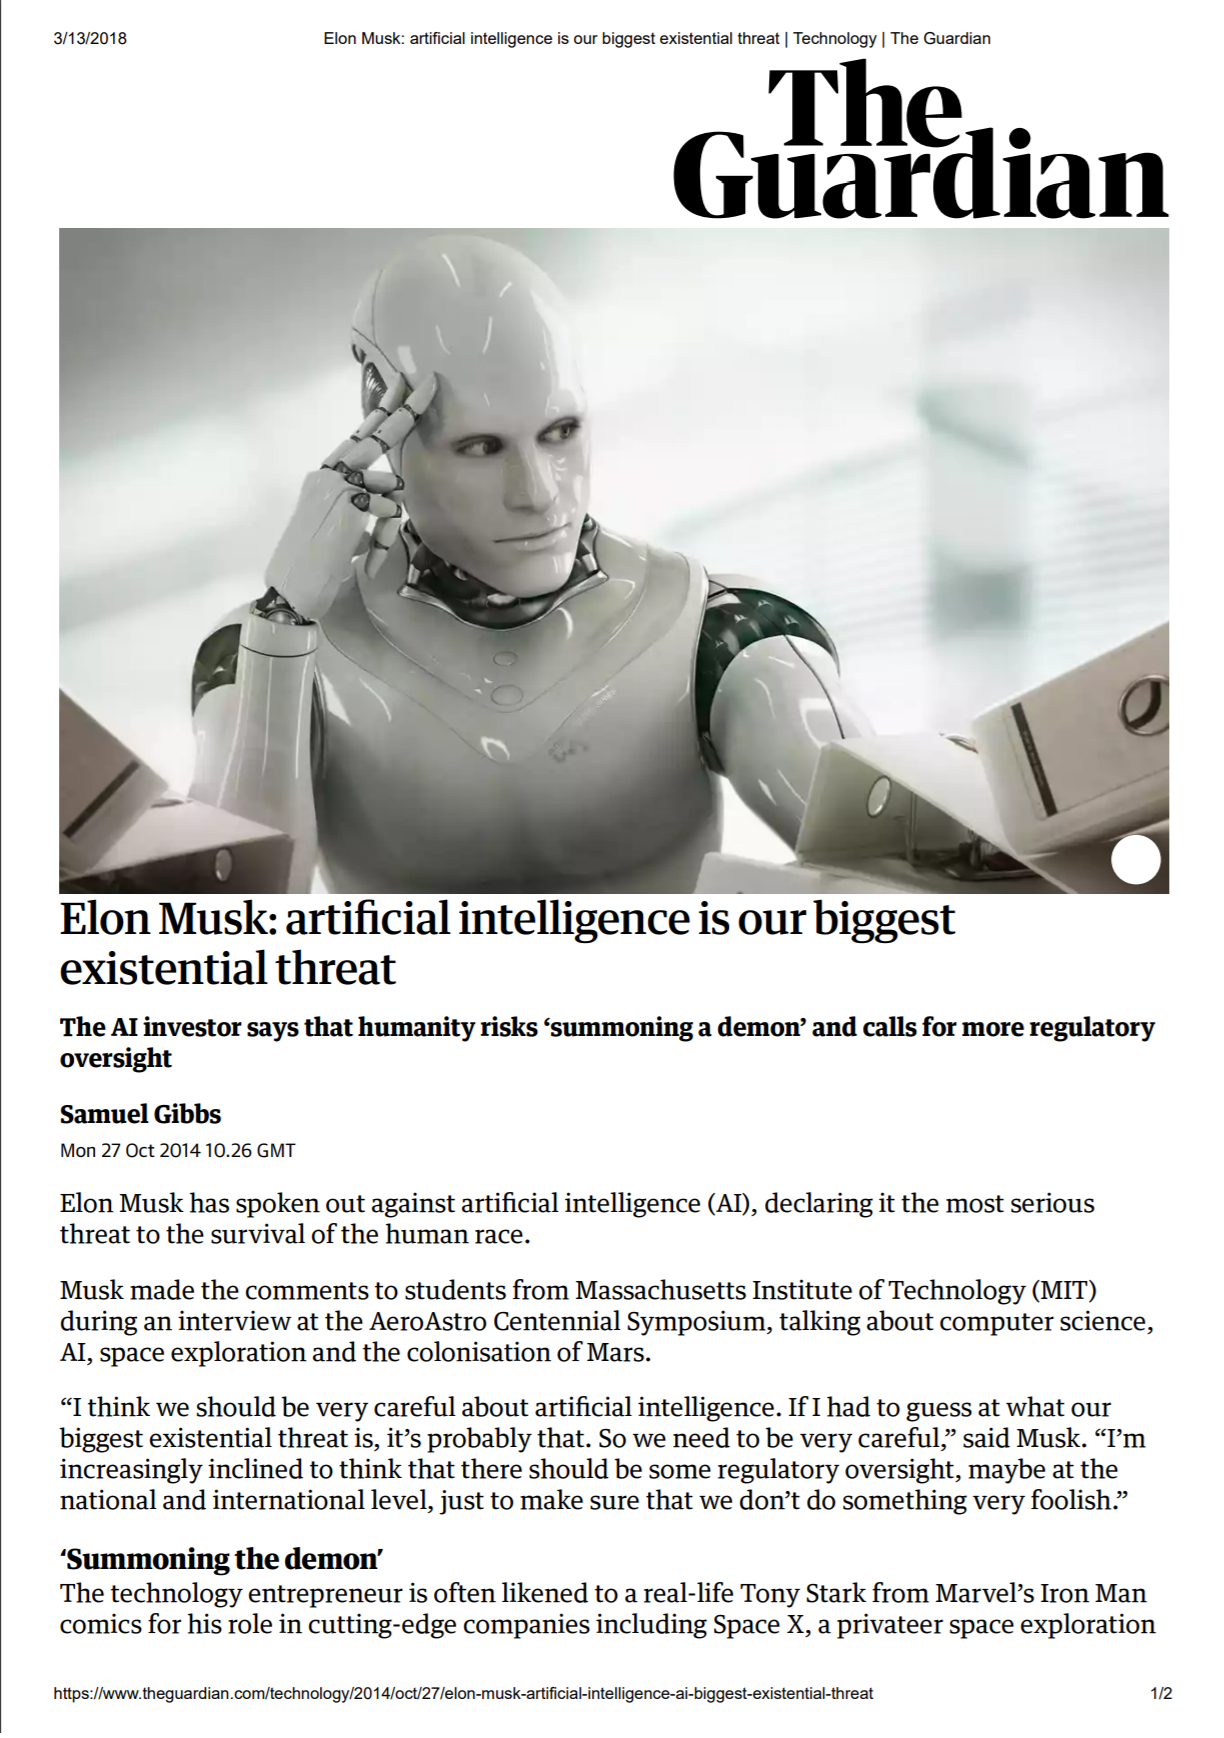 3/13/2018
Elon Musk: artificial intelligence is our biggest existential threat | Technology | The Guardian
The
Guardian
Elon Musk: artificial intelligence is our biggest
existential threat
The AI investor says that humanity risks ‘summoning a demon’ and calls for more regulatory
oversight
Samuel Gibbs
Mon 27 Oct 2014 10.26 GMT
Elon Musk has spoken out against artificial intelligence (AI), declaring it the most serious
threat to the survival of the human race.
Musk made the comments to students from Massachusetts Institute of Technology (MIT)
during an interview at the AeroAstro Centennial Symposium, talking about computer science,
AI, space exploration and the colonisation of Mars.
“I think we should be very careful about artificial intelligence. If I had to guess at what our
biggest existential threat is, it’s probably that. So we need to be very careful,” said Musk. “I’m
increasingly inclined to think that there should be some regulatory oversight, maybe at the
national and international level, just to make sure that we don’t do something very foolish.”
‘Summoning the demon’
The technology entrepreneur is often likened to a real-life Tony Stark from Marvel’s Iron Man
comics for his role in cutting-edge companies including Space X, a privateer space exploration
https://www.theguardian.com/technology/2014/oct/27/elon-musk-artificial-intelligence-ai-biggest-existential-threat
1/2